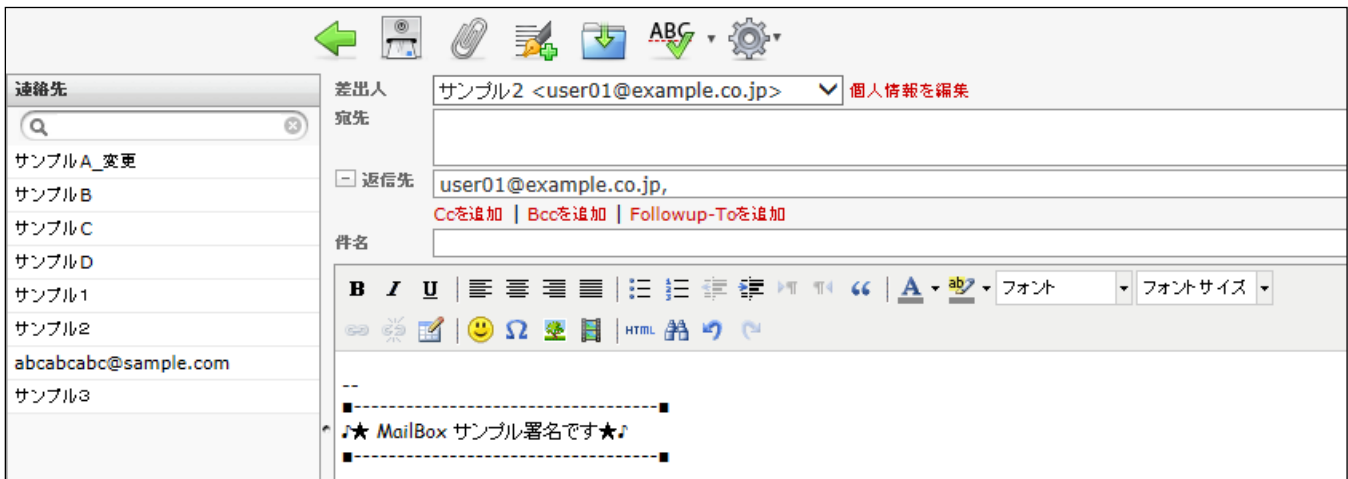 ABC
連絡先
サンプルA_変更
サンプルB
サンプルC
サンプルD
サンプル1
サンプル2
abcabcabc@sample.com
サンプル3
差出人 サンプル2 <user01@example.co.jp> 個人情報を編集
宛先
返信先 user01@example.co.jp,
Ccを追加 | Bccを追加 | Followup-Toを追加
件名
B I U A ab フォント フォントサイズ
Ω HTML
--
■-----------------------------------■
♪★ MailBox サンプル署名です★♪
■-----------------------------------■